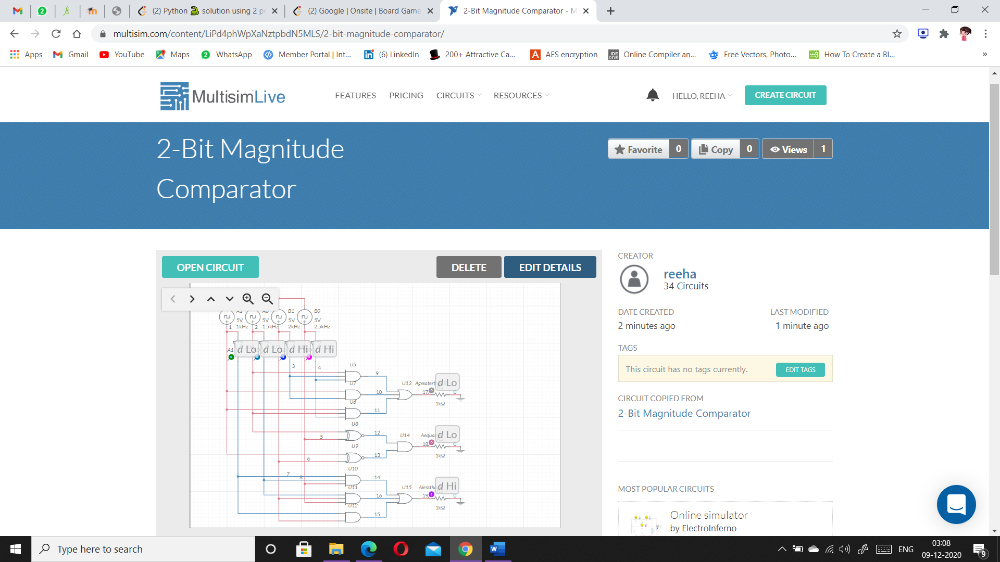 (2) Python solution using 2 po
(2) Google | Onsite | Board Game
2-Bit Magnitude Comparator - M
multisim.com/content/LiPd4phWpXaNztpbdN5MLS/2-bit-magnitude-comparator/
Apps Gmail YouTube Maps WhatsApp Member Portal | Int... (6) LinkedIn 200+ Attractive Ca... AES encryption Online Compiler an... Free Vectors, Photo... How To Create a Bl... »
MultisimLive
FEATURES PRICING CIRCUITS RESOURCES
HELLO, REEHA
CREATE CIRCUIT
2-Bit Magnitude
Comparator
Favorite 0 Copy 0 Views 1
OPEN CIRCUIT DELETE EDIT DETAILS
A1 A0 B1 B0
5V 5V 5V 5V
1 1kHz 2 1.5kHz 2kHz 2.5kHz
A1 d Lo d Lo d Hi d Hi
3 4
U5
9
U7
10
U6
11
U13 Agreaterth d Lo
17 0
1kΩ
U8
12
5
U9
13
6
U14 Aequa d Lo
18 0
1kΩ
U10
7 8 14
U11
16
U12
15
U15 Alesstha d Hi
19 0
1kΩ
CREATOR
reeha
34 Circuits
DATE CREATED LAST MODIFIED
2 minutes ago 1 minute ago
TAGS
This circuit has no tags currently. EDIT TAGS
CIRCUIT COPIED FROM
2-Bit Magnitude Comparator
MOST POPULAR CIRCUITS
Online simulator
by ElectroInferno
Type here to search
ENG
03:08
09-12-2020
9